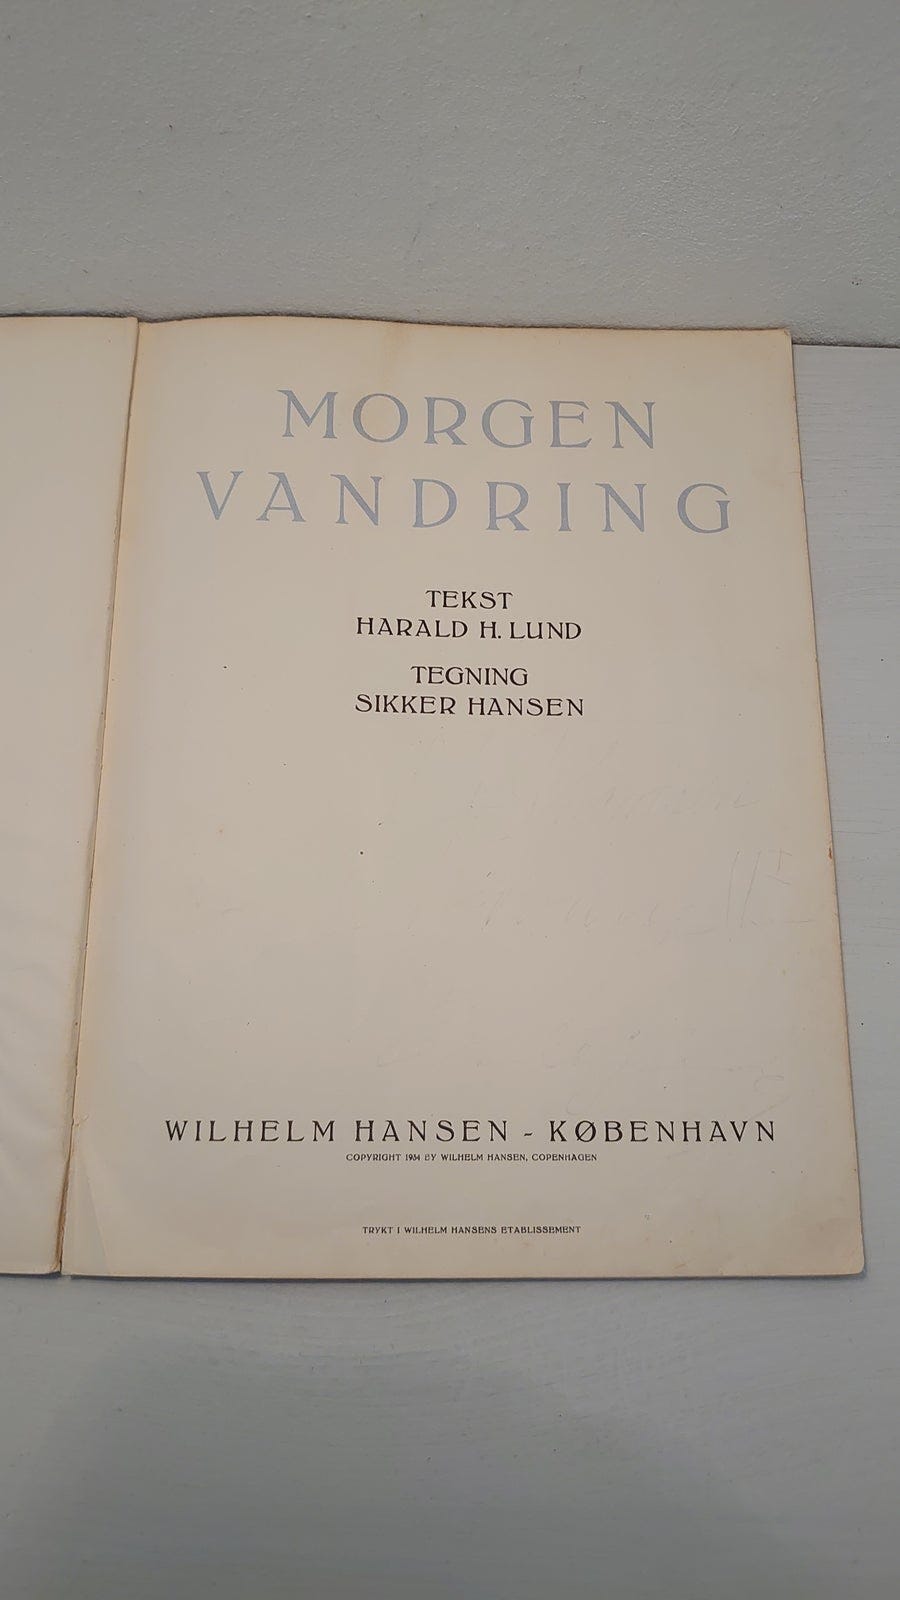 MORGEN
VANDRING
TEKST
HARALD H. LUND
TEGNING
SIKKER HANSEN
WILHELM HANSEN - KØBENHAVN
COPYRIGHT 1934 BY WILHELM HANSEN, COPENHAGEN
TRYKT I WILHELM HANSENS ETABLISSEMENT